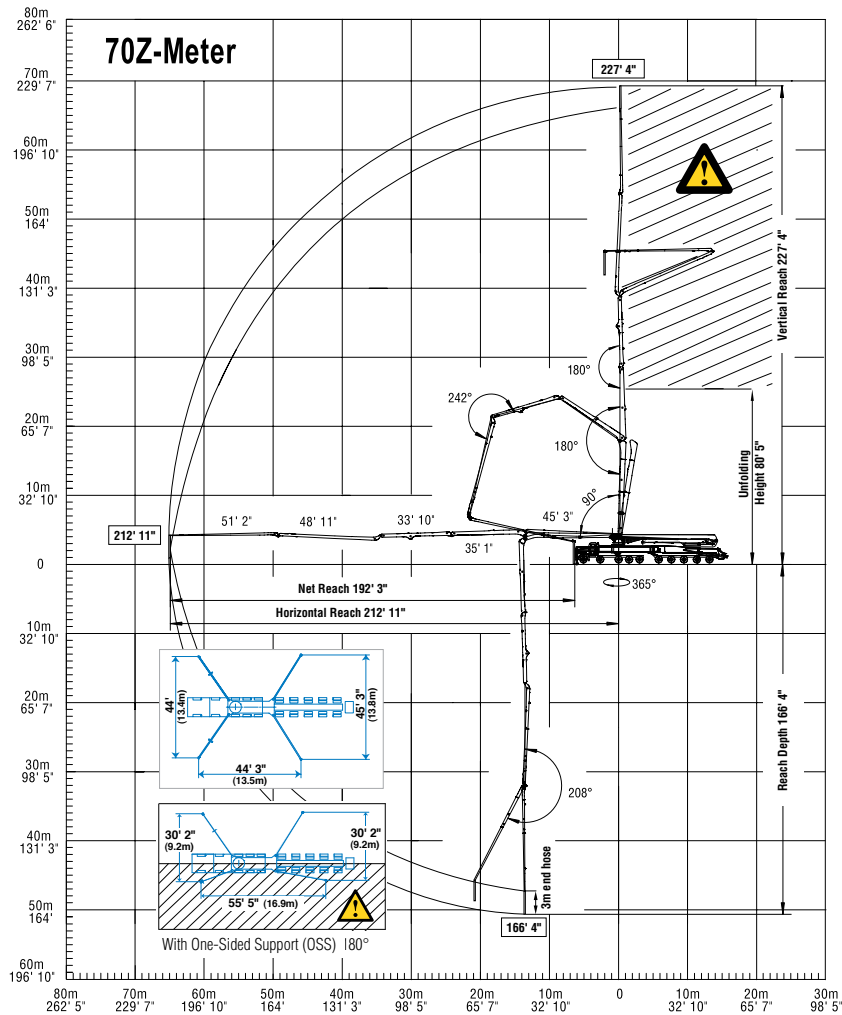 80m
262' 6"
70Z-Meter
227' 4"
70m
229' 7"
60m
196' 10"
50m
164'
40m
131' 3"
30m
98' 5"
20m
65' 7"
10m
32' 10"
0
10m
32' 10"
20m
65' 7"
30m
98' 5"
40m
131' 3"
50m
164'
60m
196' 10"
Vertical Reach 227' 4"
Unfolding
Height 80' 5"
180°
242°
180°
90°
212' 11"
51' 2"
48' 11"
33' 10"
45' 3"
35' 1"
365°
Net Reach 192' 3"
Horizontal Reach 212' 11"
44'
(13.4m)
45' 3"
(13.8m)
44' 3"
(13.5m)
208°
Reach Depth 166' 4"
30' 2"
(9.2m)
30' 2"
(9.2m)
55' 5" (16.9m)
3m end hose
166' 4"
With One-Sided Support (OSS) 180°
80m
262' 5"
70m
229' 7"
60m
196' 10"
50m
164'
40m
131' 3"
30m
98' 5"
20m
65' 7"
10m
32' 10"
0
10m
32' 10"
20m
65' 7"
30m
98' 5"